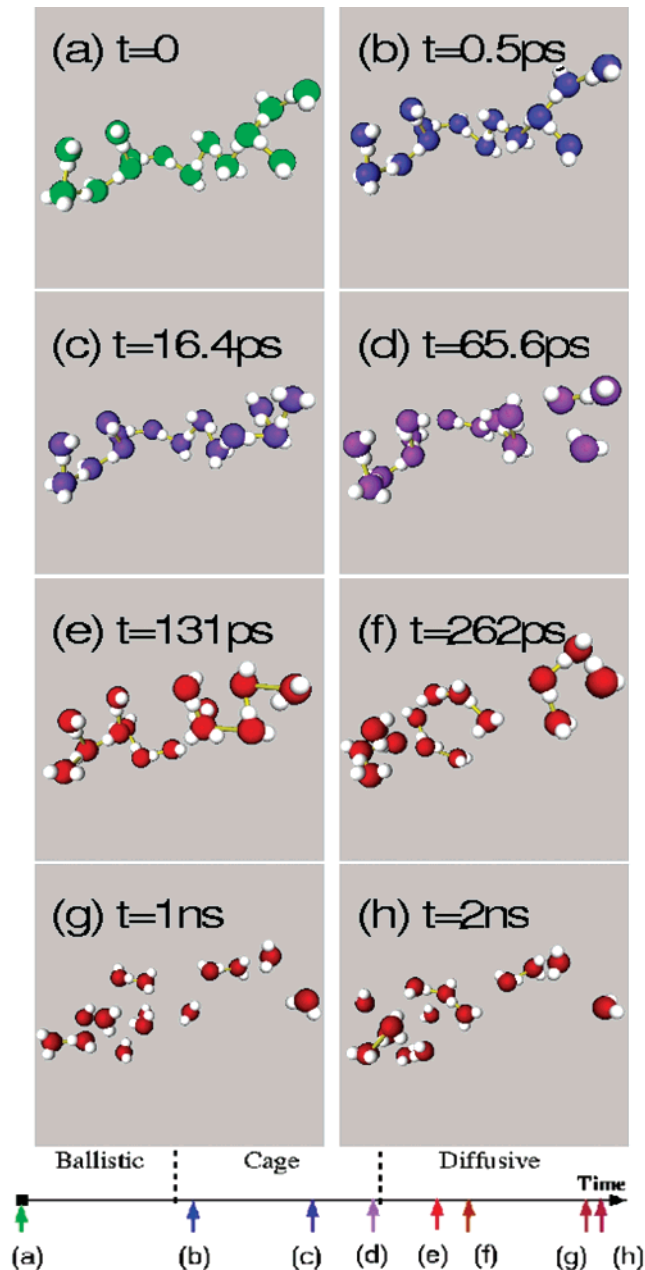 (a) t=0
(b) t=0.5ps
(c) t=16.4ps
(d) t=65.6ps
(e) t=131ps
(f) t=262ps
(g) t=1ns
(h) t=2ns
Ballistic Cage Diffusive
Time
(a) (b) (c) (d) (e) (f) (g) (h)